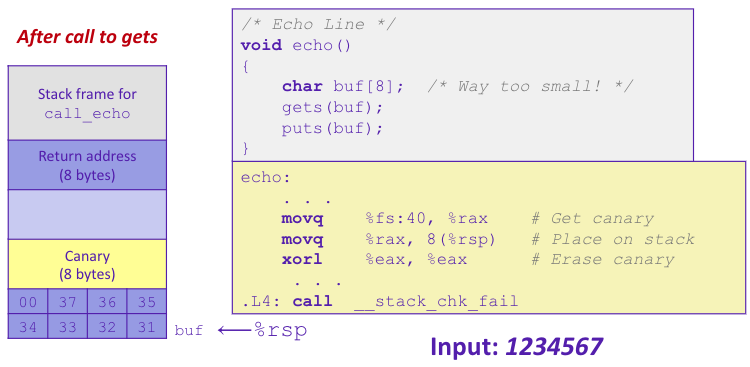 After call to gets
Stack frame for
call_echo
Return address
(8 bytes)
Canary
(8 bytes)
00 37 36 35
34 33 32 31
buf ⟵%rsp
/* Echo Line */
void echo()
{
    char buf[8];  /* Way too small! */
    gets(buf);
    puts(buf);
}
echo:
    . . .
    movq    %fs:40, %rax    # Get canary
    movq    %rax, 8(%rsp)   # Place on stack
    xorl    %eax, %eax      # Erase canary
    . . .
.L4: call  __stack_chk_fail
Input: 1234567